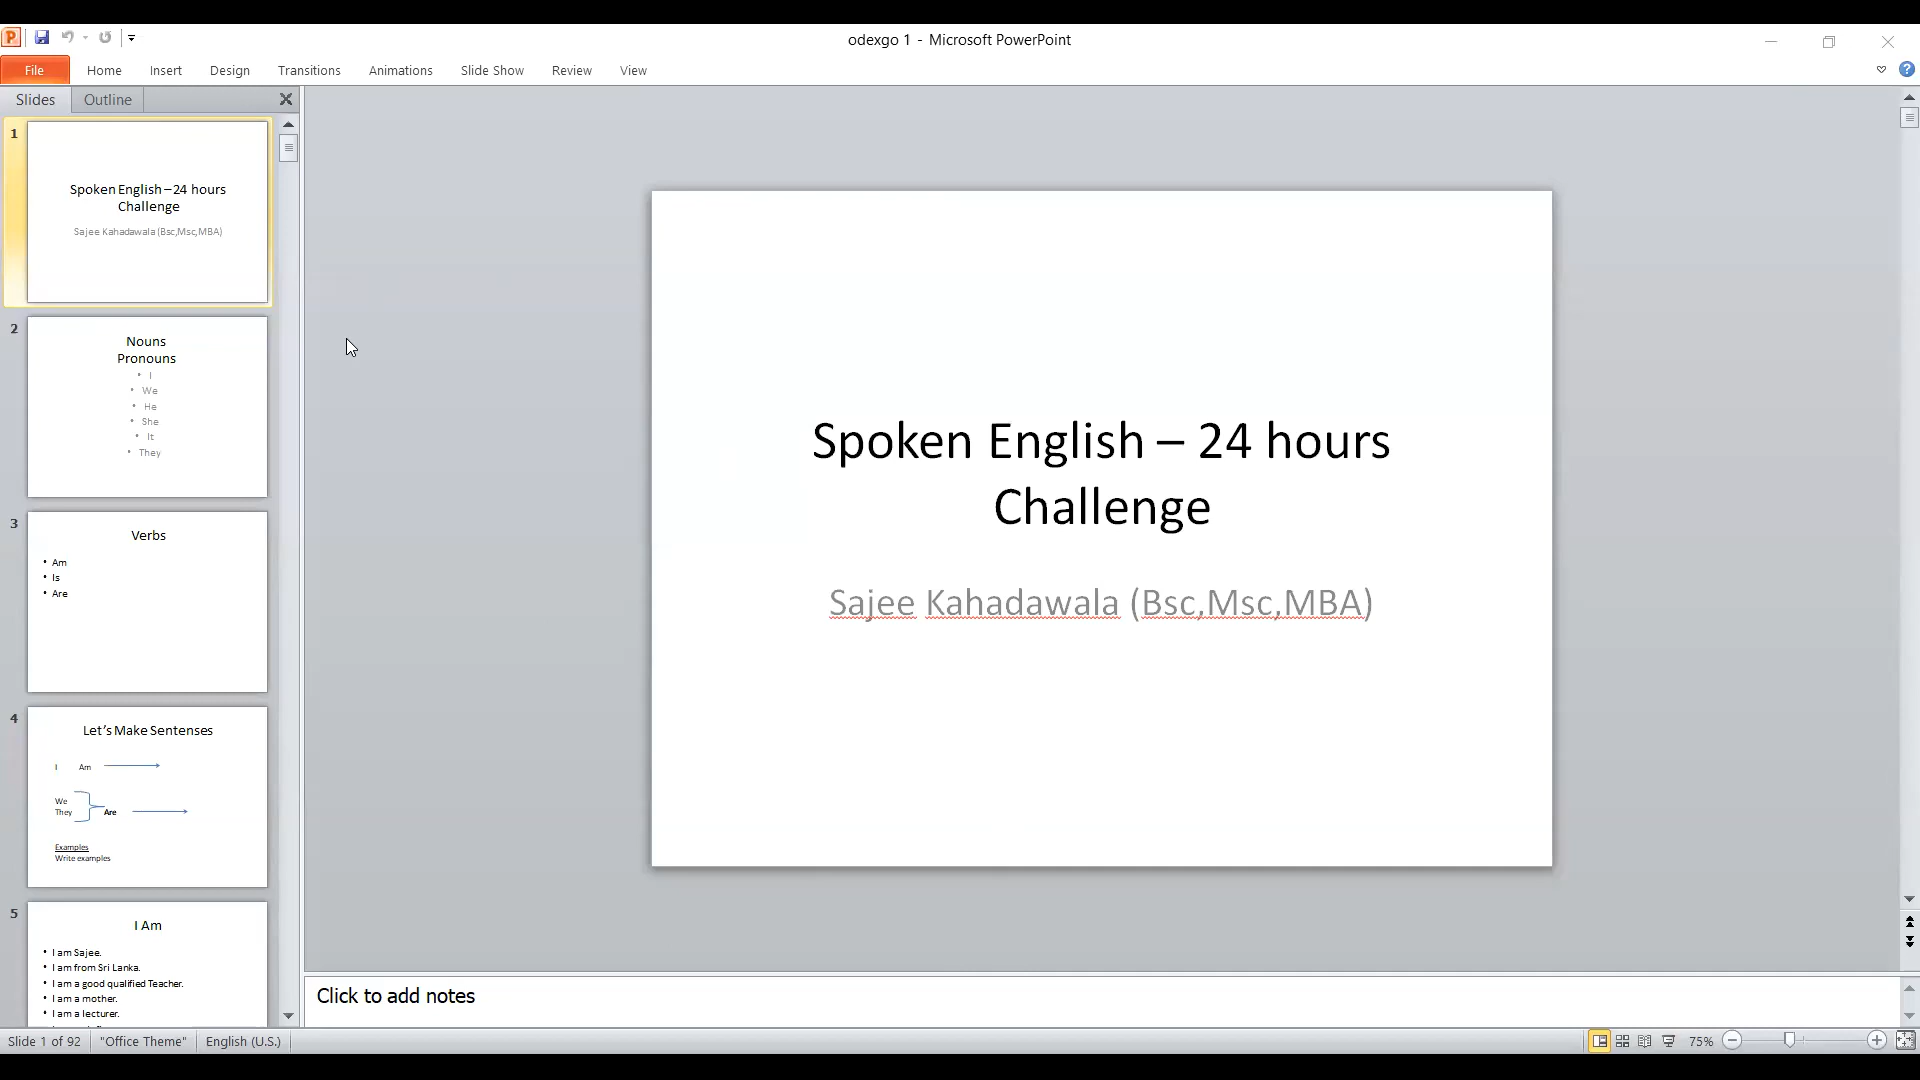 odexgo 1 - Microsoft PowerPoint
File Home Insert Design Transitions Animations Slide Show Review View
Slides Outline
1
Spoken English – 24 hours
Challenge
Sajee Kahadawala (Bsc,Msc,MBA)
2
Nouns
Pronouns
• I
• We
• He
• She
• It
• They
3
Verbs
• Am
• Is
• Are
4
Let's Make Sentenses
I Am
We
They Are
Examples
Write examples
5
I Am
• I am Sajee.
• I am from Sri Lanka.
• I am a good qualified Teacher.
• I am a mother.
• I am a lecturer.
Spoken English – 24 hours
Challenge
Sajee Kahadawala (Bsc,Msc,MBA)
Click to add notes
Slide 1 of 92 "Office Theme" English (U.S.) 75%